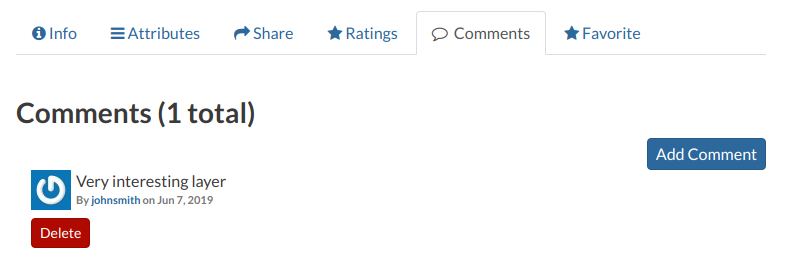 Info Attributes Share Ratings Comments Favorite
Comments (1 total)
Add Comment
Very interesting layer
By johnsmith on Jun 7, 2019
Delete